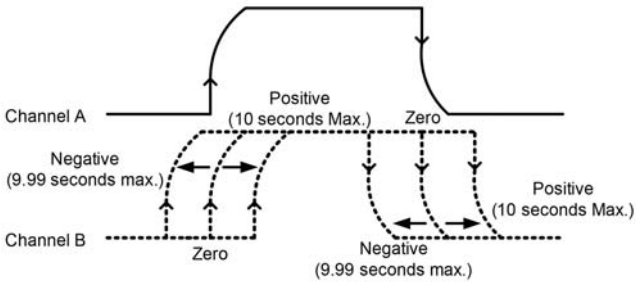 Channel A
Positive
(10 seconds Max.)
Zero
Negative
(9.99 seconds max.)
Positive
(10 seconds Max.)
Channel B
Zero
Negative
(9.99 seconds max.)